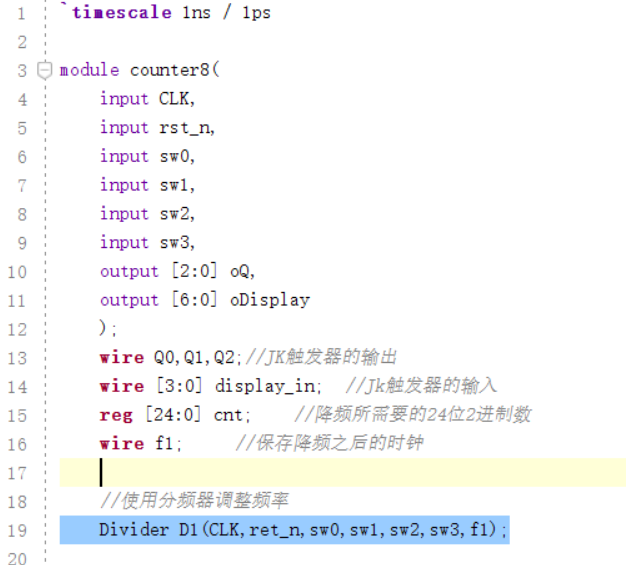 1 `timescale 1ns / 1ps
2
3 module counter8(
4 input CLK,
5 input rst_n,
6 input sw0,
7 input sw1,
8 input sw2,
9 input sw3,
10 output [2:0] oQ,
11 output [6:0] oDisplay
12 );
13 wire Q0,Q1,Q2;//JK触发器的输出
14 wire [3:0] display_in; //Jk触发器的输入
15 reg [24:0] cnt; //降频所需要的24位2进制数
16 wire f1; //保存降频之后的时钟
17
18 //使用分频器调整频率
19 Divider D1(CLK,ret_n,sw0,sw1,sw2,sw3,f1);
20